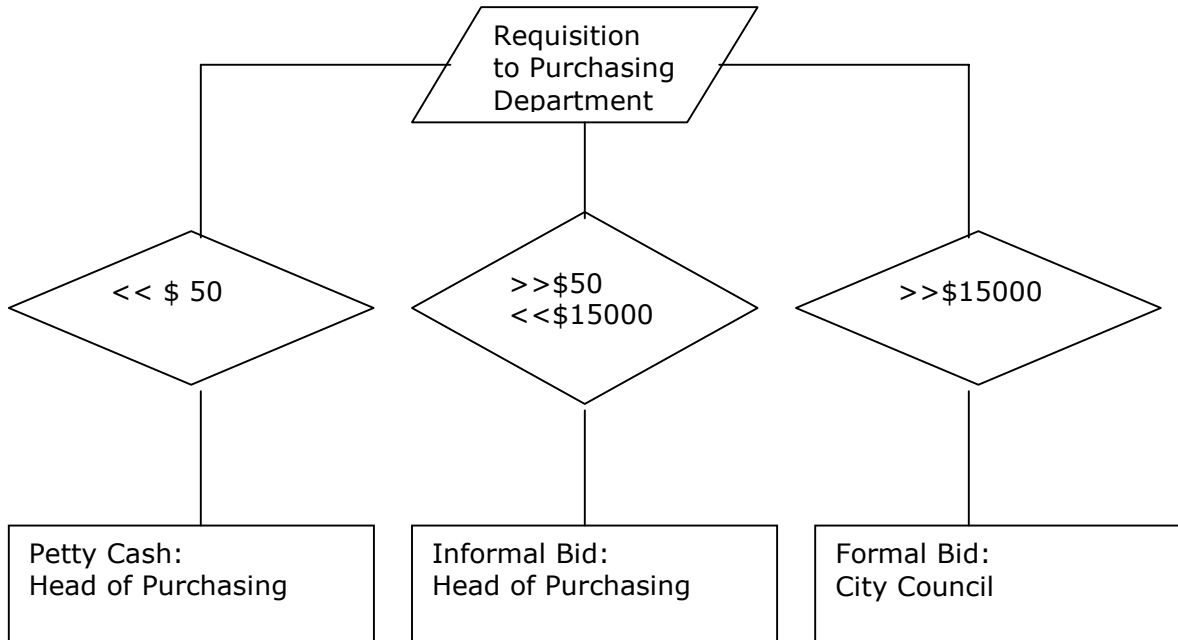 Requisition
to Purchasing
Department
<< $ 50
>>$50
<<$15000
>>$15000
Petty Cash:
Head of Purchasing
Informal Bid:
Head of Purchasing
Formal Bid:
City Council